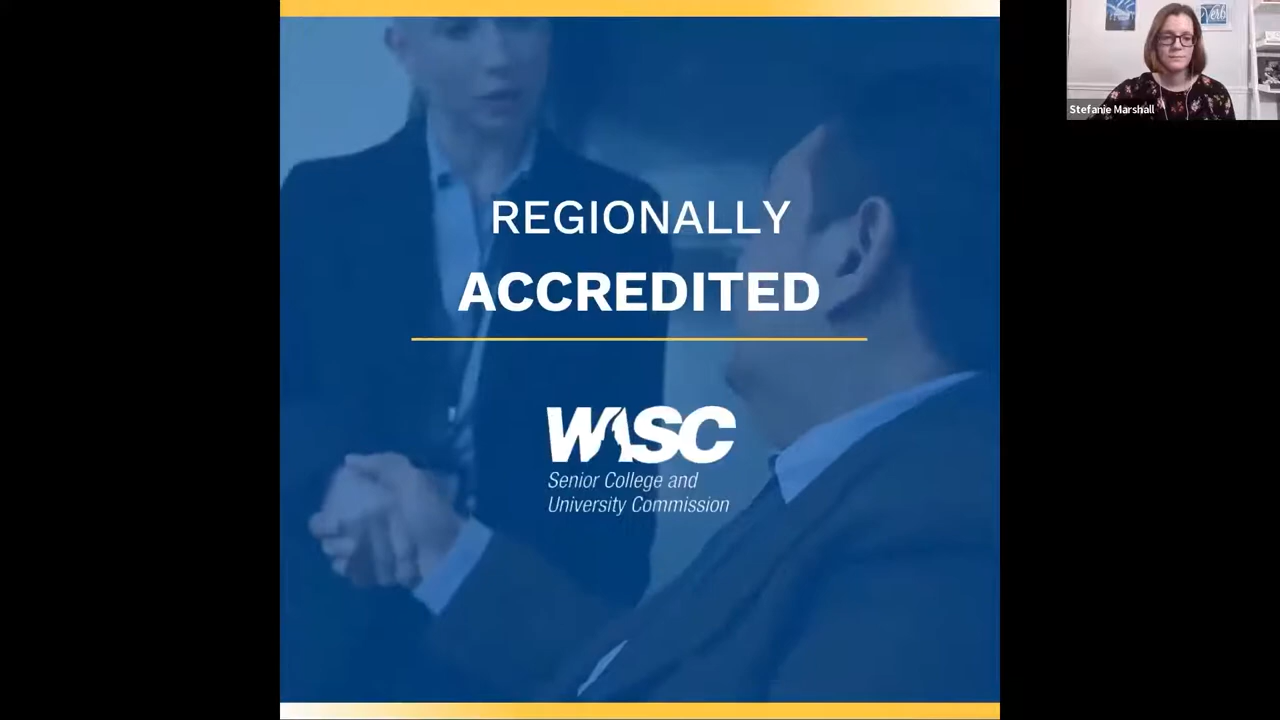 REGIONALLY
ACCREDITED
WASC
Senior College and
University Commission
Stefanie Marshall